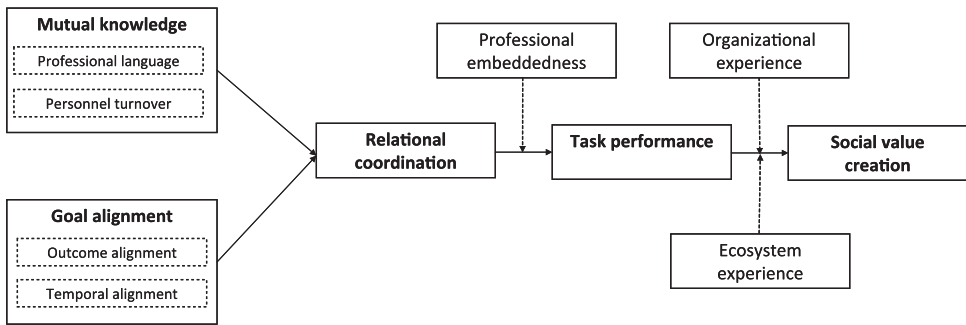 Mutual knowledge
Professional language
Personnel turnover
Goal alignment
Outcome alignment
Temporal alignment
Relational
coordination
Professional
embeddedness
Task performance
Organizational
experience
Ecosystem
experience
Social value
creation